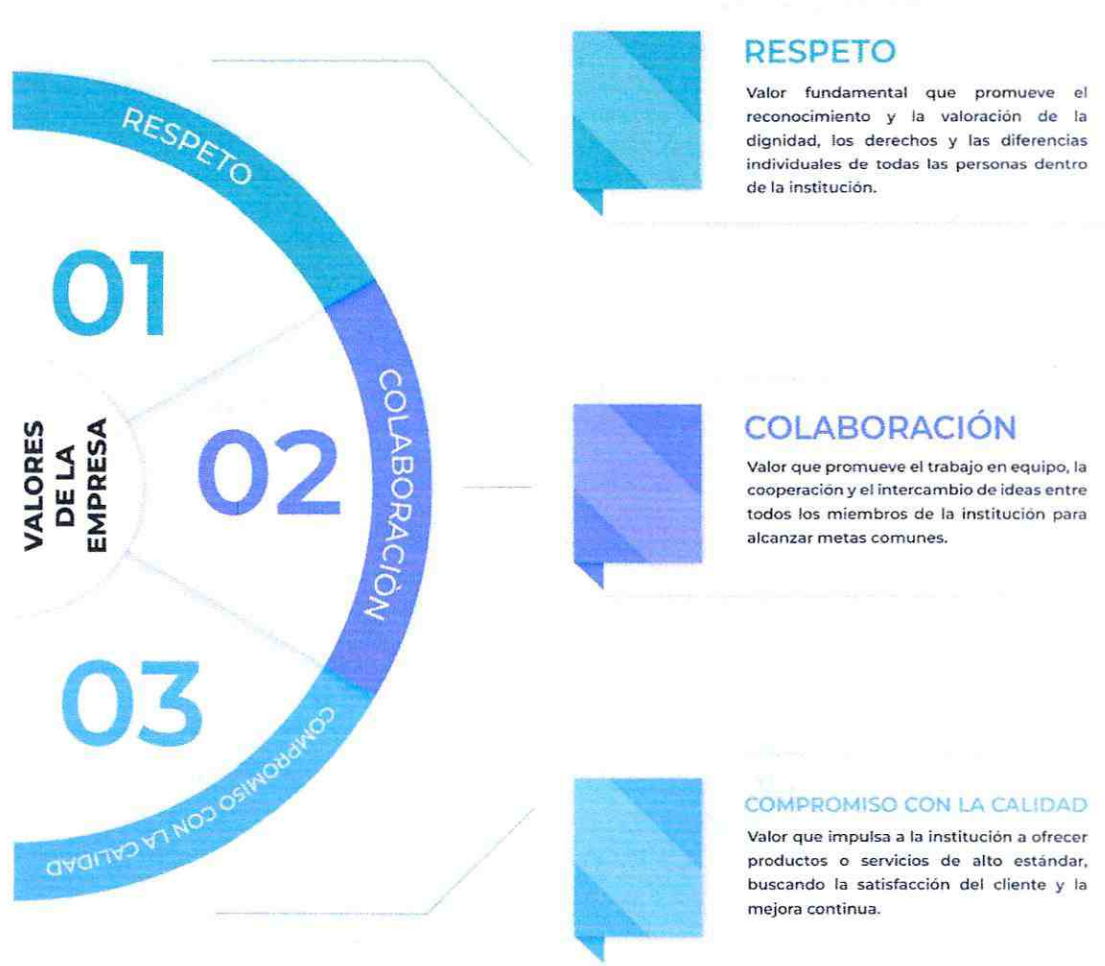 RESPETO
01
VALORES
DE LA
EMPRESA
COLABORACIÒN
02
03
COMPROMISO CON LA CALIDAD
RESPETO
Valor fundamental que promueve el
reconocimiento y la valoración de la
dignidad, los derechos y las diferencias
individuales de todas las personas dentro
de la institución.
COLABORACIÓN
Valor que promueve el trabajo en equipo, la
cooperación y el intercambio de ideas entre
todos los miembros de la institución para
alcanzar metas comunes.
COMPROMISO CON LA CALIDAD
Valor que impulsa a la institución a ofrecer
productos o servicios de alto estándar,
buscando la satisfacción del cliente y la
mejora continua.